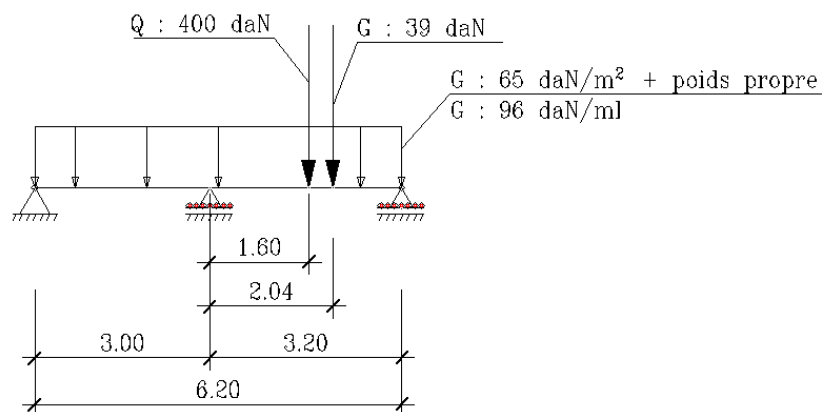 Q : 400 daN
G : 39 daN
G : 65 daN/m² + poids propre
G : 96 daN/ml
1.60
2.04
3.00
3.20
6.20